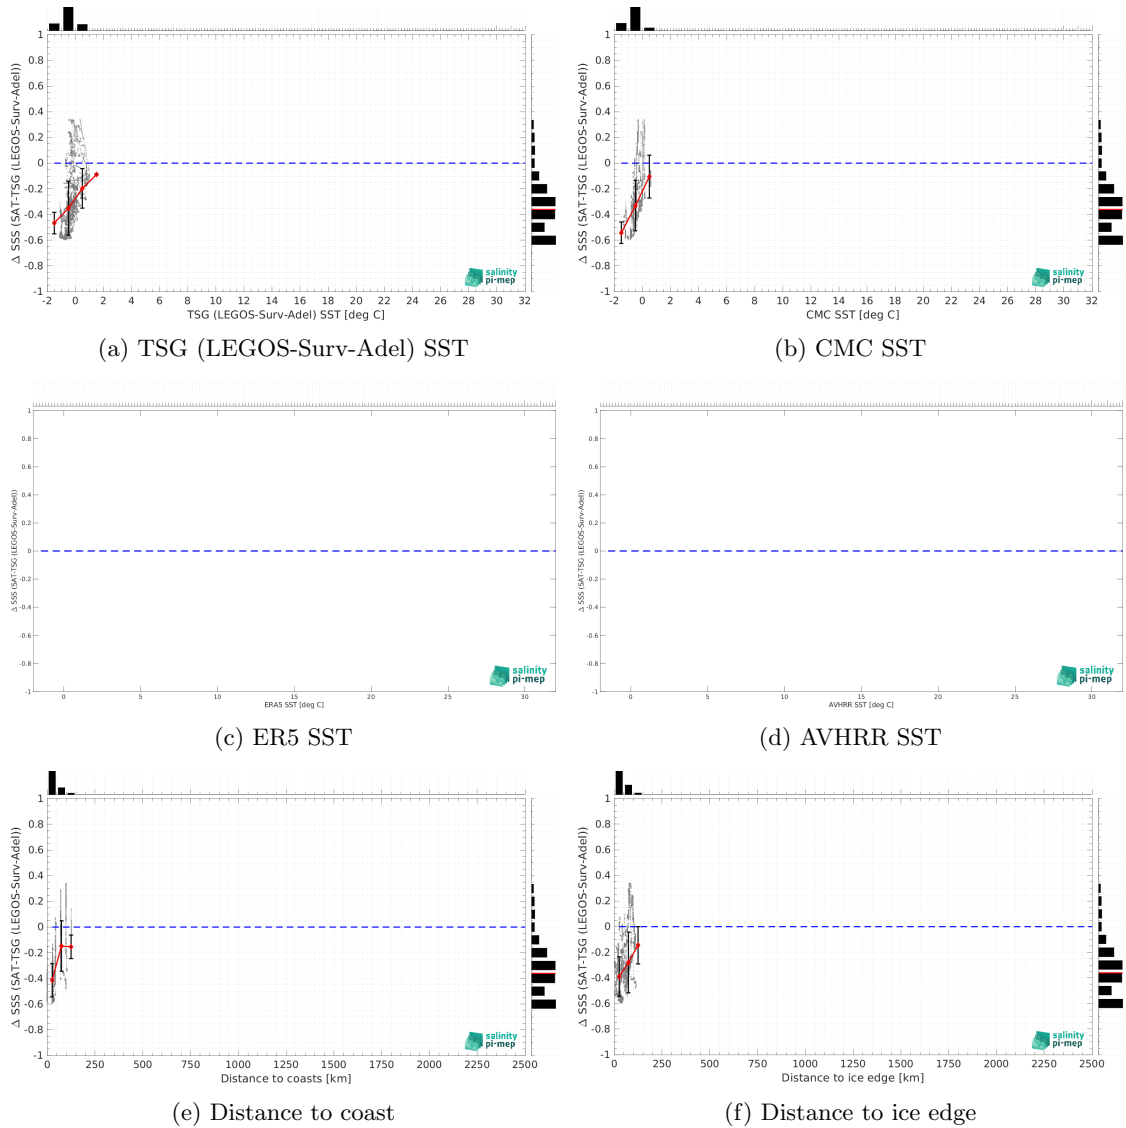 1
0.8
0.6
0.4
0.2
0
-0.2
-0.4
-0.6
-0.8
-1
Δ SSS (SAT-TSG (LEGOS-Surv-Adel))
-2 0 2 4 6 8 10 12 14 16 18 20 22 24 26 28 30 32
TSG (LEGOS-Surv-Adel) SST [deg C]
salinity
pi-mep
(a) TSG (LEGOS-Surv-Adel) SST
1
0.8
0.6
0.4
0.2
0
-0.2
-0.4
-0.6
-0.8
-1
Δ SSS (SAT-TSG (LEGOS-Surv-Adel))
-2 0 2 4 6 8 10 12 14 16 18 20 22 24 26 28 30 32
CMC SST [deg C]
salinity
pi-mep
(b) CMC SST
1
0.8
0.6
0.4
0.2
0
-0.2
-0.4
-0.6
-0.8
-1
Δ SSS (SAT-TSG (LEGOS-Surv-Adel))
0 5 10 15 20 25 30
ERA5 SST [deg C]
salinity
pi-mep
(c) ER5 SST
1
0.8
0.6
0.4
0.2
0
-0.2
-0.4
-0.6
-0.8
-1
Δ SSS (SAT-TSG (LEGOS-Surv-Adel))
0 5 10 15 20 25 30
AVHRR SST [deg C]
salinity
pi-mep
(d) AVHRR SST
1
0.8
0.6
0.4
0.2
0
-0.2
-0.4
-0.6
-0.8
-1
Δ SSS (SAT-TSG (LEGOS-Surv-Adel))
0 250 500 750 1000 1250 1500 1750 2000 2250 2500
Distance to coasts [km]
salinity
pi-mep
(e) Distance to coast
1
0.8
0.6
0.4
0.2
0
-0.2
-0.4
-0.6
-0.8
-1
Δ SSS (SAT-TSG (LEGOS-Surv-Adel))
0 250 500 750 1000 1250 1500 1750 2000 2250 2500
Distance to ice edge [km]
salinity
pi-mep
(f) Distance to ice edge